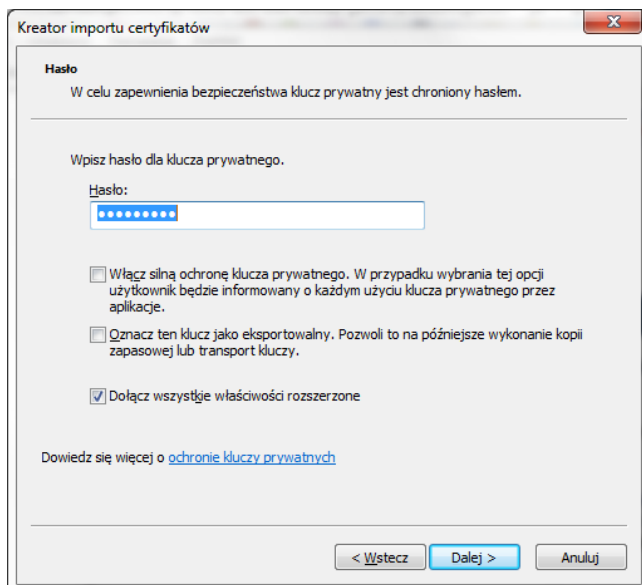 Kreator importu certyfikatów
Hasło
W celu zapewnienia bezpieczeństwa klucz prywatny jest chroniony hasłem.
Wpisz hasło dla klucza prywatnego.
Hasło:
●●●●●●●●●
Włącz silną ochronę klucza prywatnego. W przypadku wybrania tej opcji
użytkownik będzie informowany o każdym użyciu klucza prywatnego przez
aplikacje.
Oznacz ten klucz jako eksportowalny. Pozwoli to na późniejsze wykonanie kopii
zapasowej lub transport kluczy.
Dołącz wszystkie właściwości rozszerzone
Dowiedz się więcej o ochronie kluczy prywatnych
< Wstecz Dalej > Anuluj